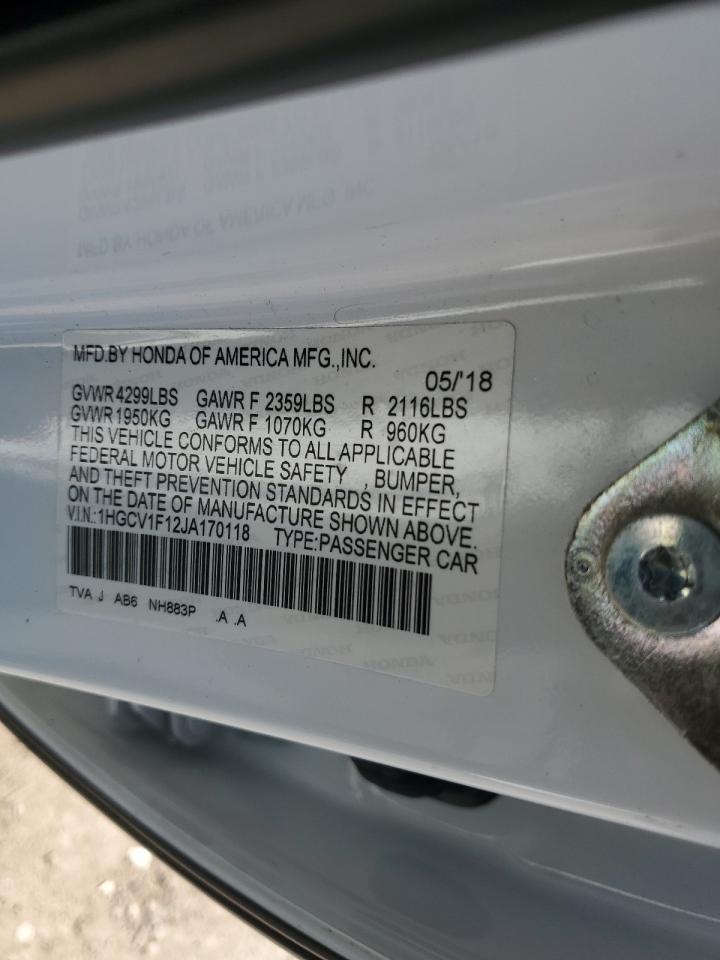 MFD.BY HONDA OF AMERICA MFG.,INC.
05/'18
GVWR 4299LBS GAWR F 2359LBS R 2116LBS
GVWR 1950KG GAWR F 1070KG R 960KG
THIS VEHICLE CONFORMS TO ALL APPLICABLE
FEDERAL MOTOR VEHICLE SAFETY , BUMPER,
AND THEFT PREVENTION STANDARDS IN EFFECT
ON THE DATE OF MANUFACTURE SHOWN ABOVE.
V.I.N.:1HGCV1F12JA170118 TYPE:PASSENGER CAR
TVA J AB6 NH883P .A .A
HONDA